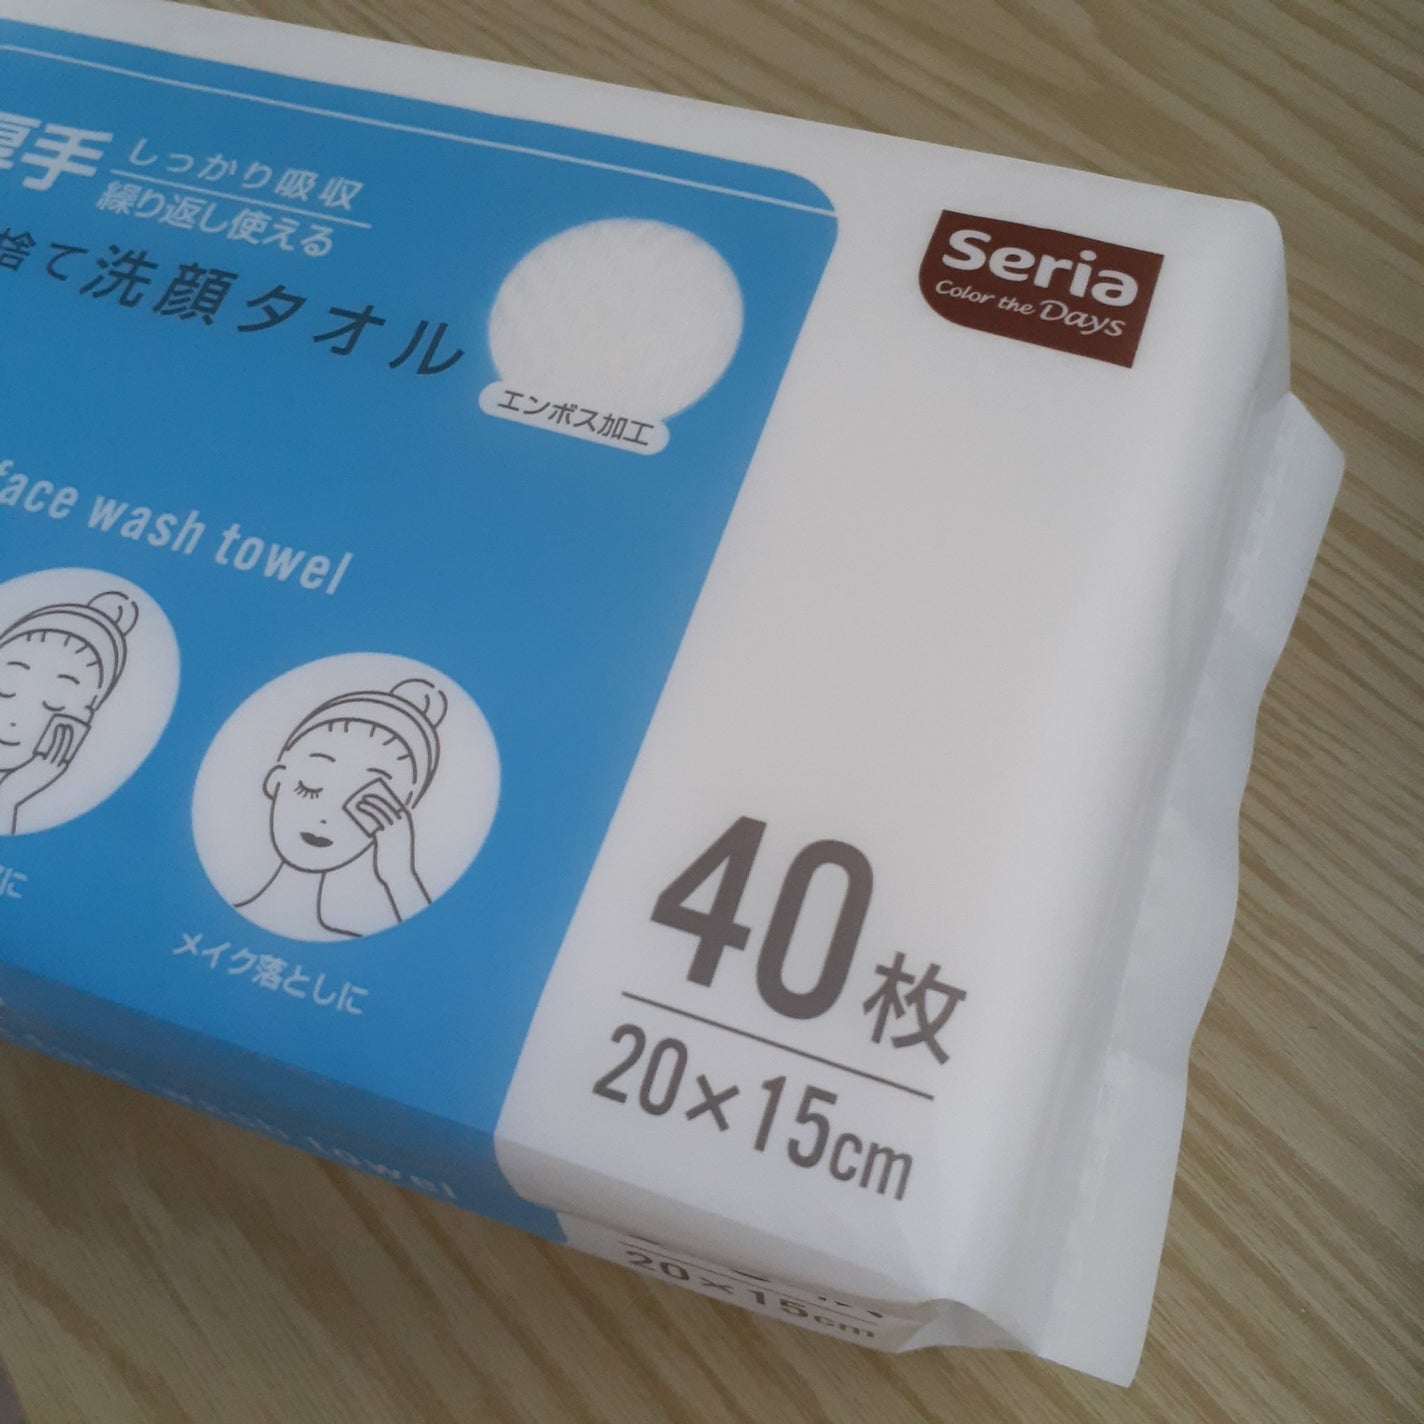 厚手
しっかり吸収
繰り返し使える
捨て洗顔タオル
エンボス加工
Seria
Color the Days
face wash towel
に
メイク落としに
40枚
20×15cm
wash towel
20×15cm